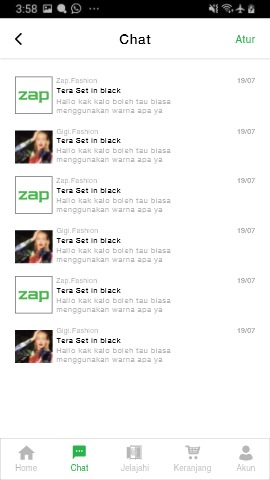 3:58
Chat
Atur
Zap.Fashion
19/07
zap
Tera Set in black
Hallo kak kalo boleh tau biasa
menggunakan warna apa ya
Gigi.Fashion
19/07
Tera Set in black
Hallo kak kalo boleh tau biasa
menggunakan warna apa ya
Zap.Fashion
19/07
zap
Tera Set in black
Hallo kak kalo boleh tau biasa
menggunakan warna apa ya
Gigi.Fashion
19/07
Tera Set in black
Hallo kak kalo boleh tau biasa
menggunakan warna apa ya
Zap.Fashion
19/07
zap
Tera Set in black
Hallo kak kalo boleh tau biasa
menggunakan warna apa ya
Gigi.Fashion
19/07
Tera Set in black
Hallo kak kalo boleh tau biasa
menggunakan warna apa ya
Home
Chat
Jelajahi
Keranjang
Akun